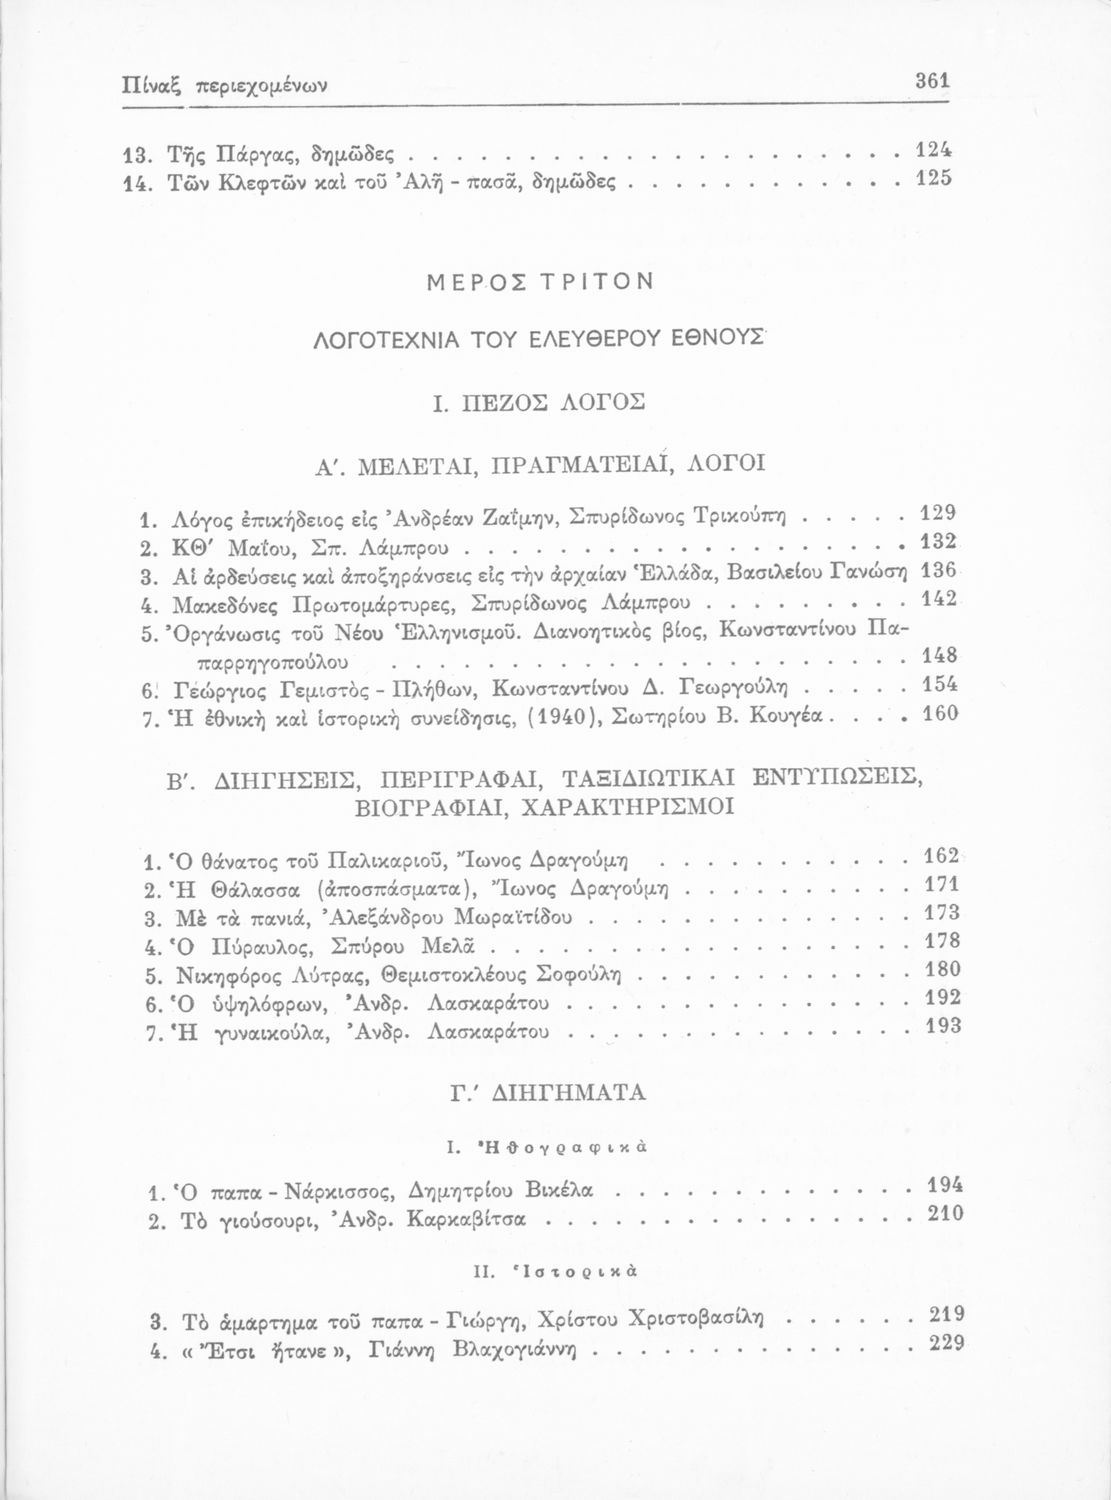 Πίναξ περιεχομένων 361
13. Τῆς Πάργας, δημῶδες . . . . . . . . . . . . . . . . . . . . . 124
14. Τῶν Κλεφτῶν καὶ τοῦ Ἀλῆ - πασᾶ, δημῶδες . . . . . . . . . . . . 125
ΜΕΡΟΣ ΤΡΙΤΟΝ
ΛΟΓΟΤΕΧΝΙΑ ΤΟΥ ΕΛΕΥΘΕΡΟΥ ΕΘΝΟΥΣ
Ι. ΠΕΖΟΣ ΛΟΓΟΣ
Α΄. ΜΕΛΕΤΑΙ, ΠΡΑΓΜΑΤΕΙΑΙ, ΛΟΓΟΙ
1. Λόγος ἐπικήδειος εἰς Ἀνδρέαν Ζαΐμην, Σπυρίδωνος Τρικούπη . . . . . 129
2. ΚΘ΄ Μαΐου, Σπ. Λάμπρου . . . . . . . . . . . . . . . . . . . 132
3. Αἱ ἀρδεύσεις καὶ ἀποξηράνσεις εἰς τὴν ἀρχαίαν Ἑλλάδα, Βασιλείου Γανώση 136
4. Μακεδόνες Πρωτομάρτυρες, Σπυρίδωνος Λάμπρου . . . . . . . . . 142
5. Ὀργάνωσις τοῦ Νέου Ἑλληνισμοῦ. Διανοητικὸς βίος, Κωνσταντίνου Πα-
παρρηγοπούλου . . . . . . . . . . . . . . . . . . . . . . 148
6. Γεώργιος Γεμιστὸς - Πλήθων, Κωνσταντίνου Δ. Γεωργούλη . . . . . 154
7. Ἡ ἐθνικὴ καὶ ἱστορικὴ συνείδησις, (1940), Σωτηρίου Β. Κουγέα . . . . 160
Β΄. ΔΙΗΓΗΣΕΙΣ, ΠΕΡΙΓΡΑΦΑΙ, ΤΑΞΙΔΙΩΤΙΚΑΙ ΕΝΤΥΠΩΣΕΙΣ,
ΒΙΟΓΡΑΦΙΑΙ, ΧΑΡΑΚΤΗΡΙΣΜΟΙ
1. Ὁ θάνατος τοῦ Παλικαριοῦ, Ἴωνος Δραγούμη . . . . . . . . . . . 162
2. Ἡ Θάλασσα (ἀποσπάσματα), Ἴωνος Δραγούμη . . . . . . . . . . 171
3. Μὲ τὰ πανιά, Ἀλεξάνδρου Μωραϊτίδου . . . . . . . . . . . . . . 173
4. Ὁ Πύραυλος, Σπύρου Μελᾶ . . . . . . . . . . . . . . . . . . 178
5. Νικηφόρος Λύτρας, Θεμιστοκλέους Σοφούλη . . . . . . . . . . . . 180
6. Ὁ ὑψηλόφρων, Ἀνδρ. Λασκαράτου . . . . . . . . . . . . . . . 192
7. Ἡ γυναικούλα, Ἀνδρ. Λασκαράτου . . . . . . . . . . . . . . . 193
Γ.΄ ΔΙΗΓΗΜΑΤΑ
Ι. Ἠθογραφικὰ
1. Ὁ παπα - Νάρκισσος, Δημητρίου Βικέλα . . . . . . . . . . . . . 194
2. Τὸ γιούσουρι, Ἀνδρ. Καρκαβίτσα . . . . . . . . . . . . . . . . 210
ΙΙ. Ἱστορικὰ
3. Τὸ ἁμάρτημα τοῦ παπα - Γιώργη, Χρίστου Χριστοβασίλη . . . . . . 219
4. « Ἔτσι ἤτανε », Γιάννη Βλαχογιάννη . . . . . . . . . . . . . . 229